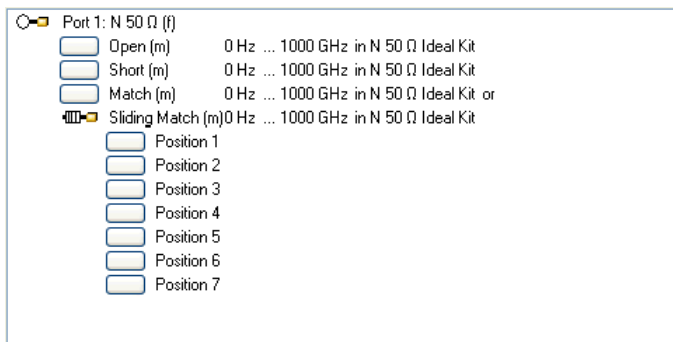 Port 1: N 50 Ω (f)
Open (m) 0 Hz ... 1000 GHz in N 50 Ω Ideal Kit
Short (m) 0 Hz ... 1000 GHz in N 50 Ω Ideal Kit
Match (m) 0 Hz ... 1000 GHz in N 50 Ω Ideal Kit or
Sliding Match (m)0 Hz ... 1000 GHz in N 50 Ω Ideal Kit
Position 1
Position 2
Position 3
Position 4
Position 5
Position 6
Position 7